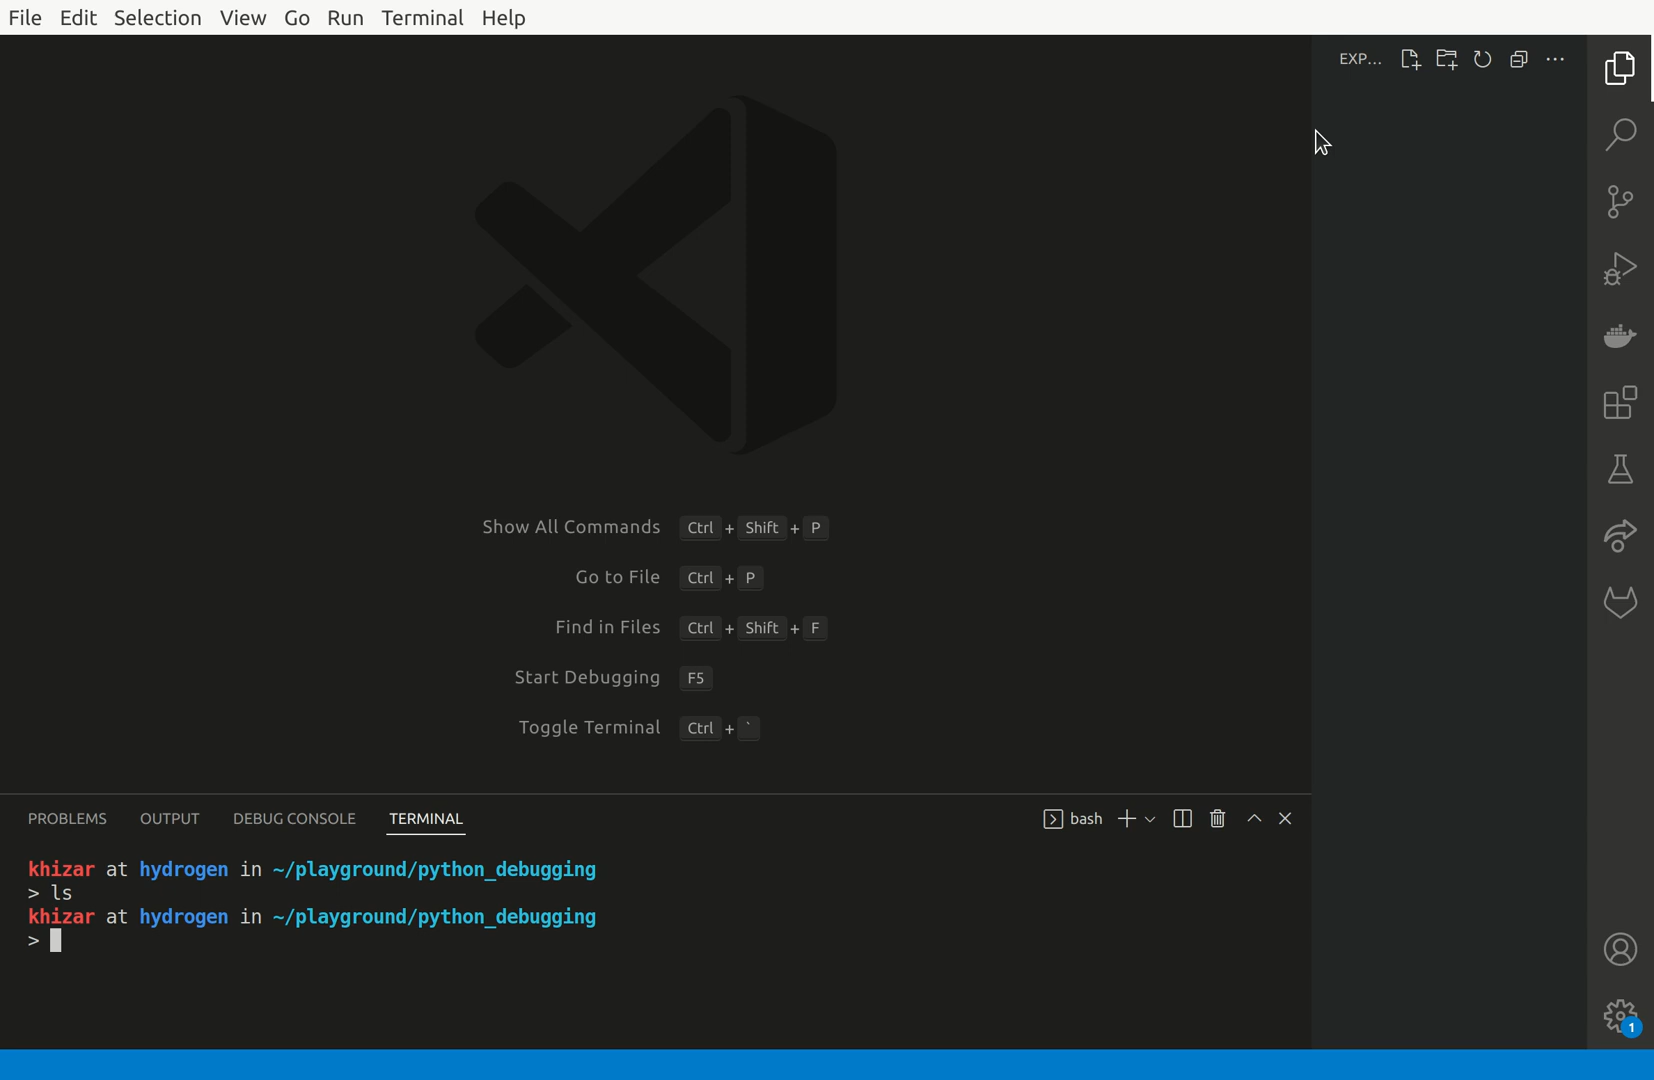 File Edit Selection View Go Run Terminal Help
EXP...
Show All Commands Ctrl + Shift + P
Go to File Ctrl + P
Find in Files Ctrl + Shift + F
Start Debugging F5
Toggle Terminal Ctrl + `
PROBLEMS OUTPUT DEBUG CONSOLE TERMINAL bash
khizar at hydrogen in ~/playground/python_debugging
> ls
khizar at hydrogen in ~/playground/python_debugging
>
1